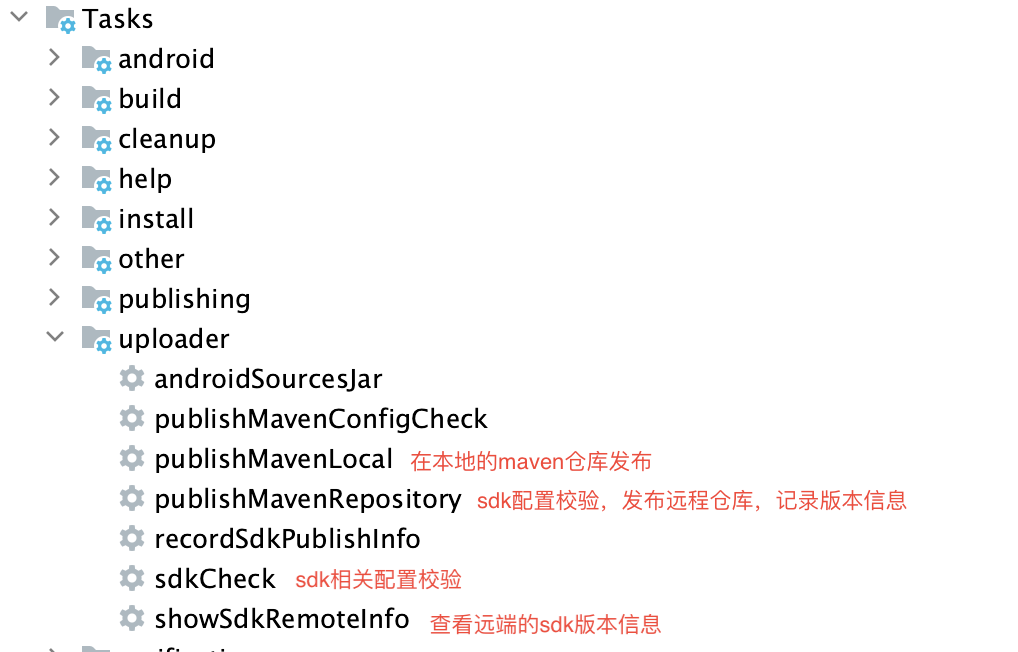 Tasks
android
build
cleanup
help
install
other
publishing
uploader
androidSourcesJar
publishMavenConfigCheck
publishMavenLocal 在本地的maven仓库发布
publishMavenRepository sdk配置校验，发布远程仓库，记录版本信息
recordSdkPublishInfo
sdkCheck sdk相关配置校验
showSdkRemoteInfo 查看远端的sdk版本信息